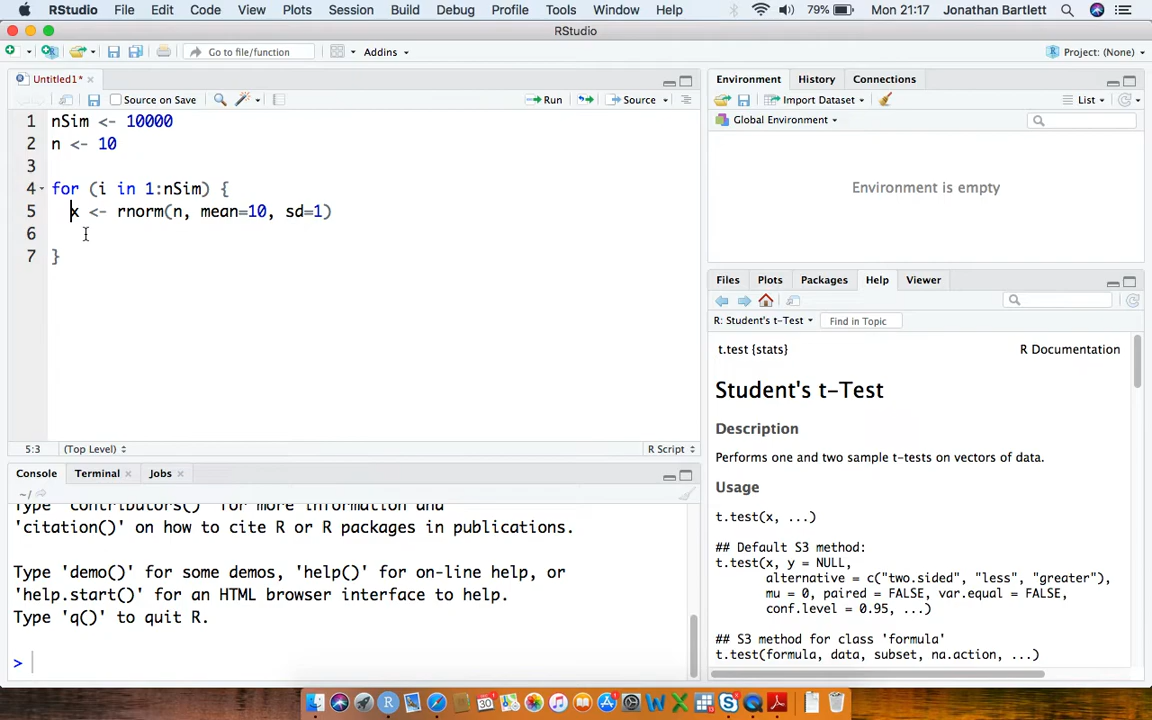 RStudio File Edit Code View Plots Session Build Debug Profile Tools Window Help 79% Mon 21:17 Jonathan Bartlett
RStudio
Go to file/function Addins Project: (None)
Untitled1*
Source on Save Run Source
1 nSim <- 10000
2 n <- 10
3
4 for (i in 1:nSim) {
5 x <- rnorm(n, mean=10, sd=1)
6
7 }
5:3 (Top Level) R Script
Console Terminal Jobs
~/
Type 'contributors()' for more information and
'citation()' on how to cite R or R packages in publications.
Type 'demo()' for some demos, 'help()' for on-line help, or
'help.start()' for an HTML browser interface to help.
Type 'q()' to quit R.
>
Environment History Connections
Import Dataset List
Global Environment
Environment is empty
Files Plots Packages Help Viewer
R: Student's t-Test Find in Topic
t.test {stats} R Documentation
Student's t-Test
Description
Performs one and two sample t-tests on vectors of data.
Usage
t.test(x, ...)
## Default S3 method:
t.test(x, y = NULL,
alternative = c("two.sided", "less", "greater"),
mu = 0, paired = FALSE, var.equal = FALSE,
conf.level = 0.95, ...)
## S3 method for class 'formula'
t.test(formula, data, subset, na.action, ...)